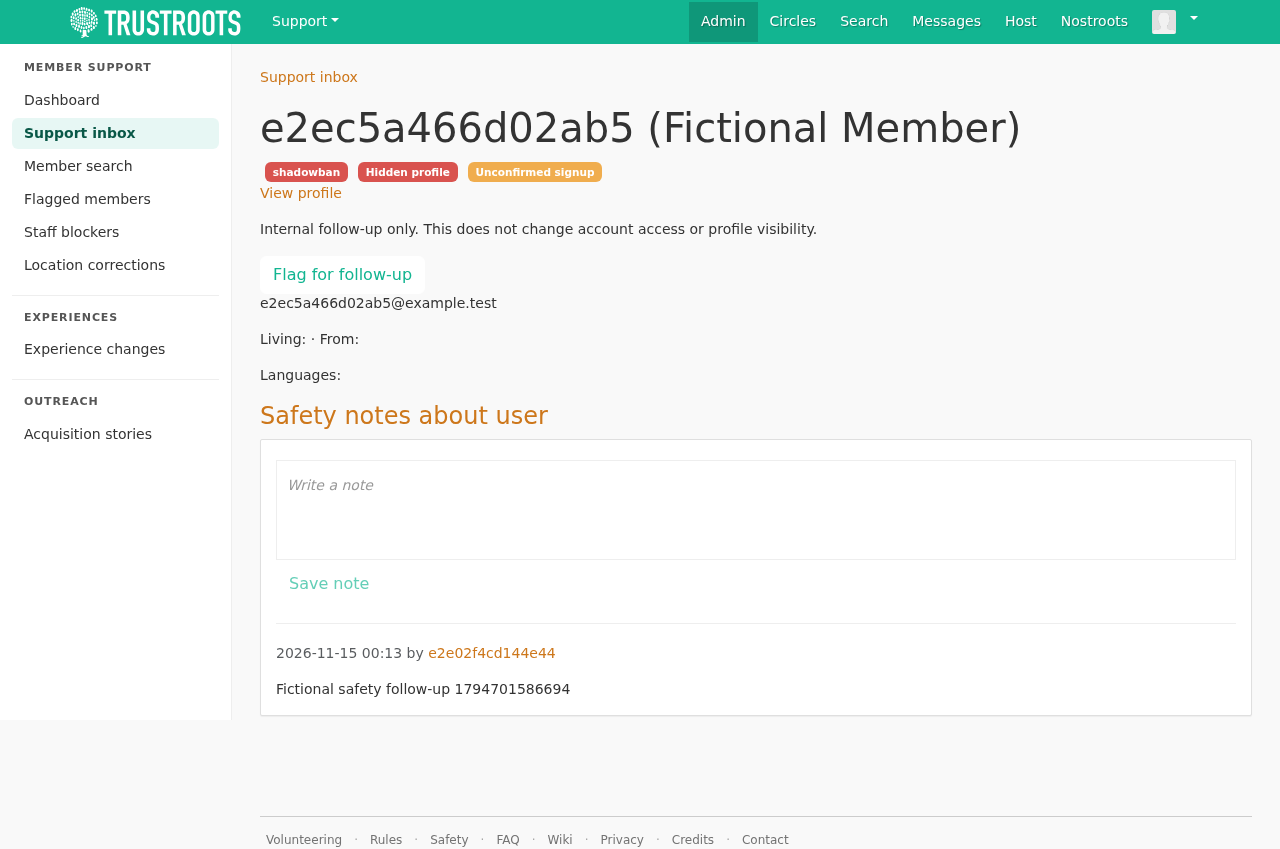 TRUSTROOTS
Support
Admin Circles Search Messages Host Nostroots
MEMBER SUPPORT
Dashboard
Support inbox
Member search
Flagged members
Staff blockers
Location corrections
EXPERIENCES
Experience changes
OUTREACH
Acquisition stories
Support inbox
e2ec5a466d02ab5 (Fictional Member)
shadowban Hidden profile Unconfirmed signup
View profile
Internal follow-up only. This does not change account access or profile visibility.
Flag for follow-up
e2ec5a466d02ab5@example.test
Living: · From:
Languages:
Safety notes about user
Write a note
Save note
2026-11-15 00:13 by e2e02f4cd144e44
Fictional safety follow-up 1794701586694
Volunteering · Rules · Safety · FAQ · Wiki · Privacy · Credits · Contact